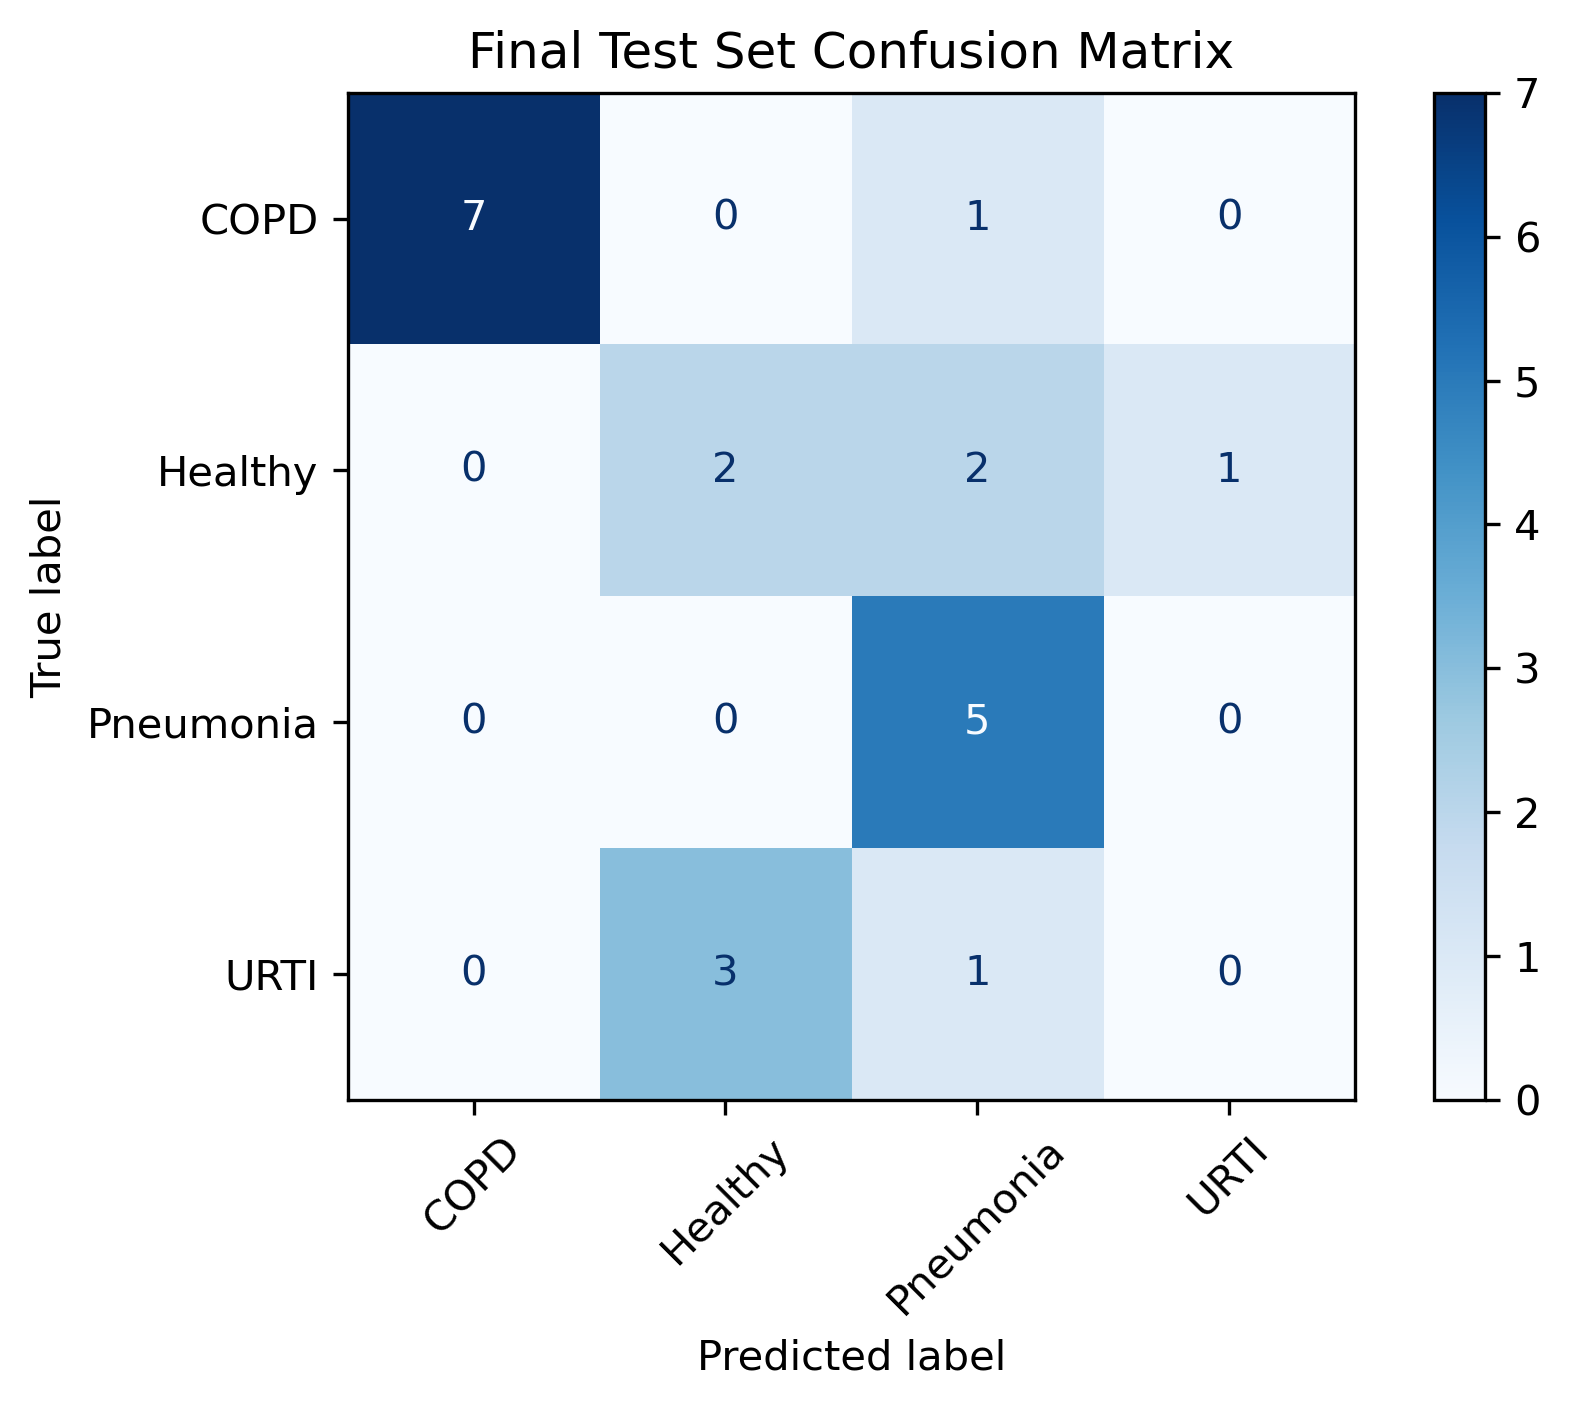 Final Test Set Confusion Matrix
True label
COPD 7 0 1 0
Healthy 0 2 2 1
Pneumonia 0 0 5 0
URTI 0 3 1 0
COPD Healthy Pneumonia URTI
Predicted label
7
6
5
4
3
2
1
0